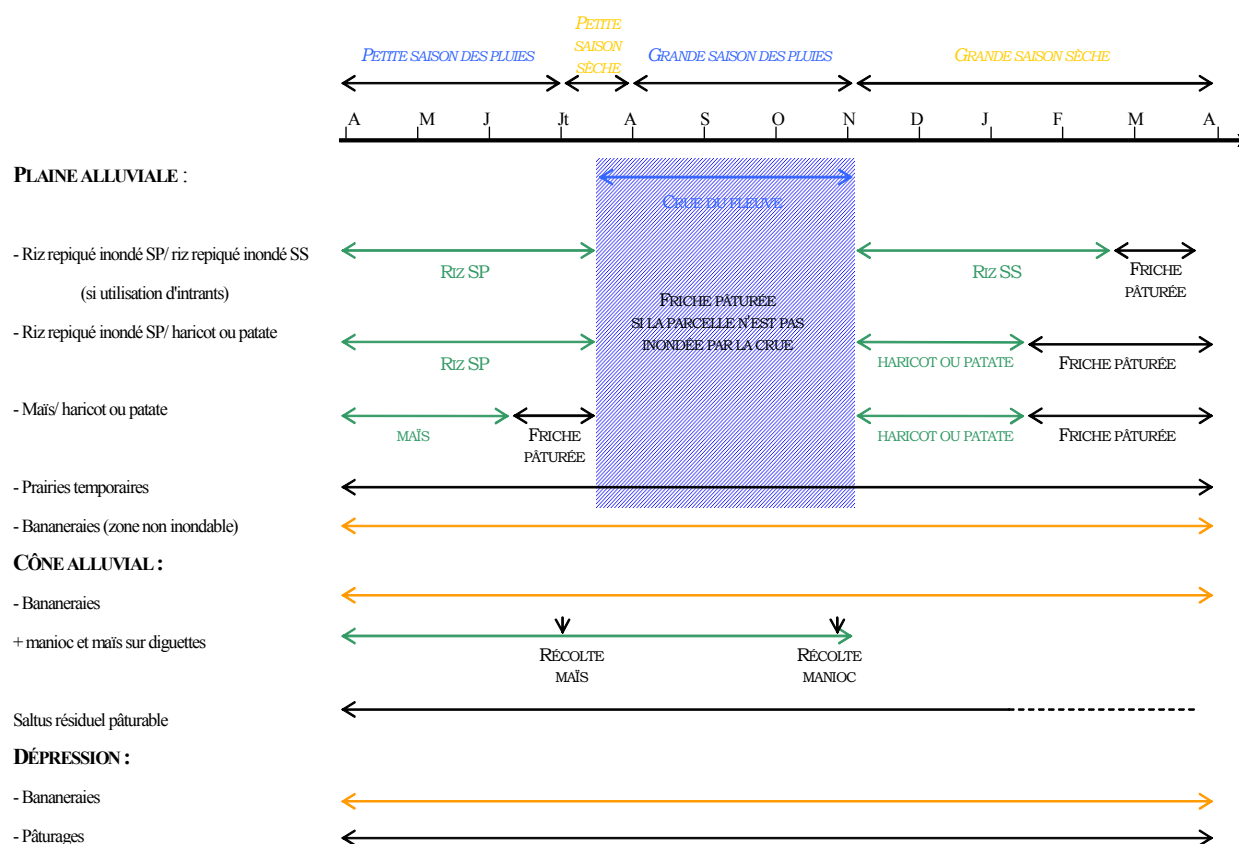 PETITE SAISON DES PLUIES
PETITE
SAISON
SÈCHE
GRANDE SAISON DES PLUIES
GRANDE SAISON SÈCHE
A M J Jt A S O N D J F M A
PLAINE ALLUVIALE :
CRUE DU FLEUVE
- Riz repiqué inondé SP/ riz repiqué inondé SS
(si utilisation d'intrants)
RIZ SP
RIZ SS
FRICHE
PÂTURÉE
FRICHE PÂTURÉE
SI LA PARCELLE N'EST PAS
INONDÉE PAR LA CRUE
- Riz repiqué inondé SP/ haricot ou patate
RIZ SP
HARICOT OU PATATE
FRICHE PÂTURÉE
- Maïs/ haricot ou patate
MAÏS
FRICHE
PÂTURÉE
HARICOT OU PATATE
FRICHE PÂTURÉE
- Prairies temporaires
- Bananeraies (zone non inondable)
CÔNE ALLUVIAL :
- Bananeraies
+ manioc et maïs sur diguettes
RÉCOLTE
MAÏS
RÉCOLTE
MANIOC
Saltus résiduel pâturable
DÉPRESSION :
- Bananeraies
- Pâturages